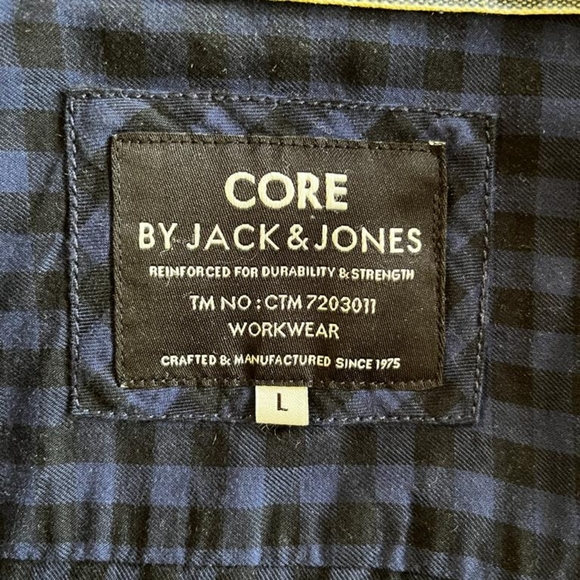 CORE
BY JACK & JONES
REINFORCED FOR DURABILITY & STRENGTH
TM NO : CTM 7203011
WORKWEAR
CRAFTED & MANUFACTURED SINCE 1975
L